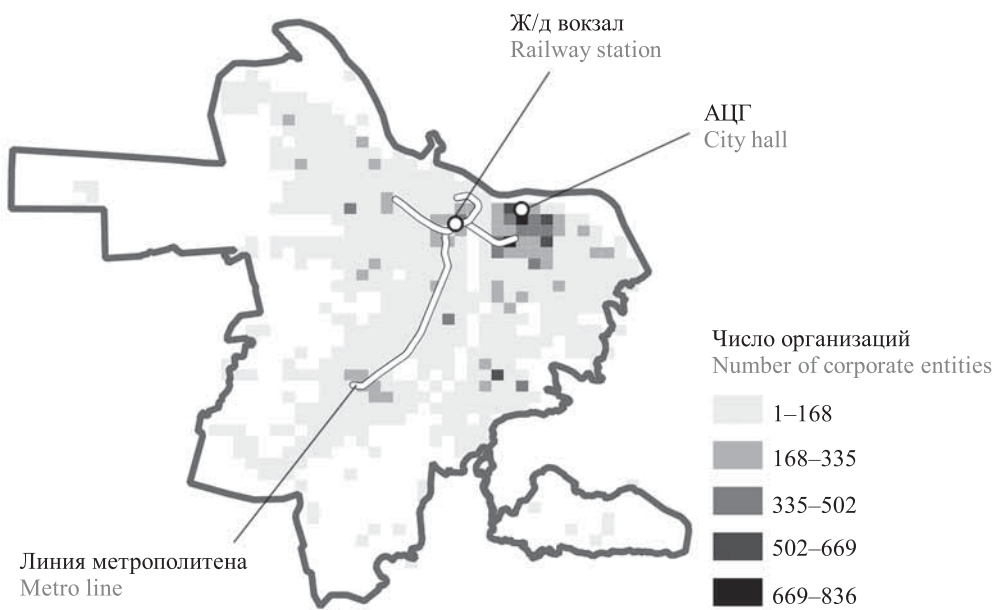 Ж/д вокзал
Railway station
АЦГ
City hall
Число организаций
Number of corporate entities
1–168
168–335
335–502
502–669
669–836
Линия метрополитена
Metro line